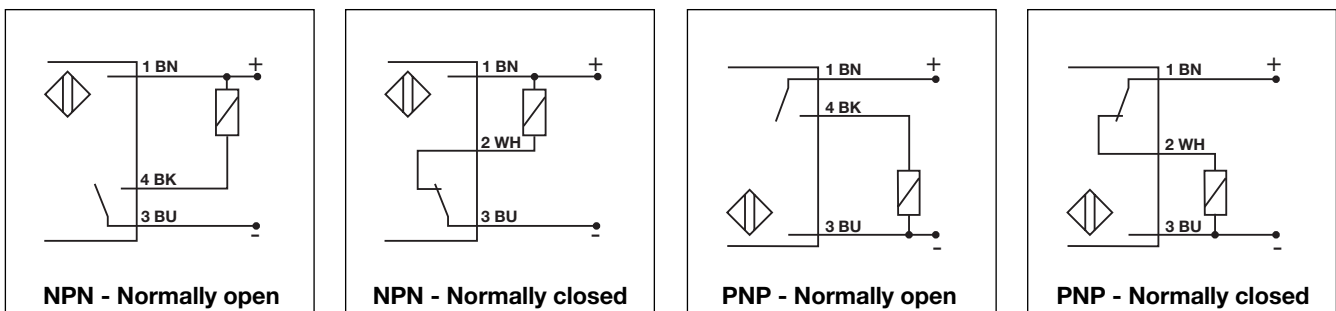 1 BN
+
4 BK
3 BU
-
NPN - Normally open
1 BN
+
2 WH
3 BU
-
NPN - Normally closed
+
1 BN
4 BK
3 BU
-
PNP - Normally open
+
1 BN
2 WH
3 BU
-
PNP - Normally closed